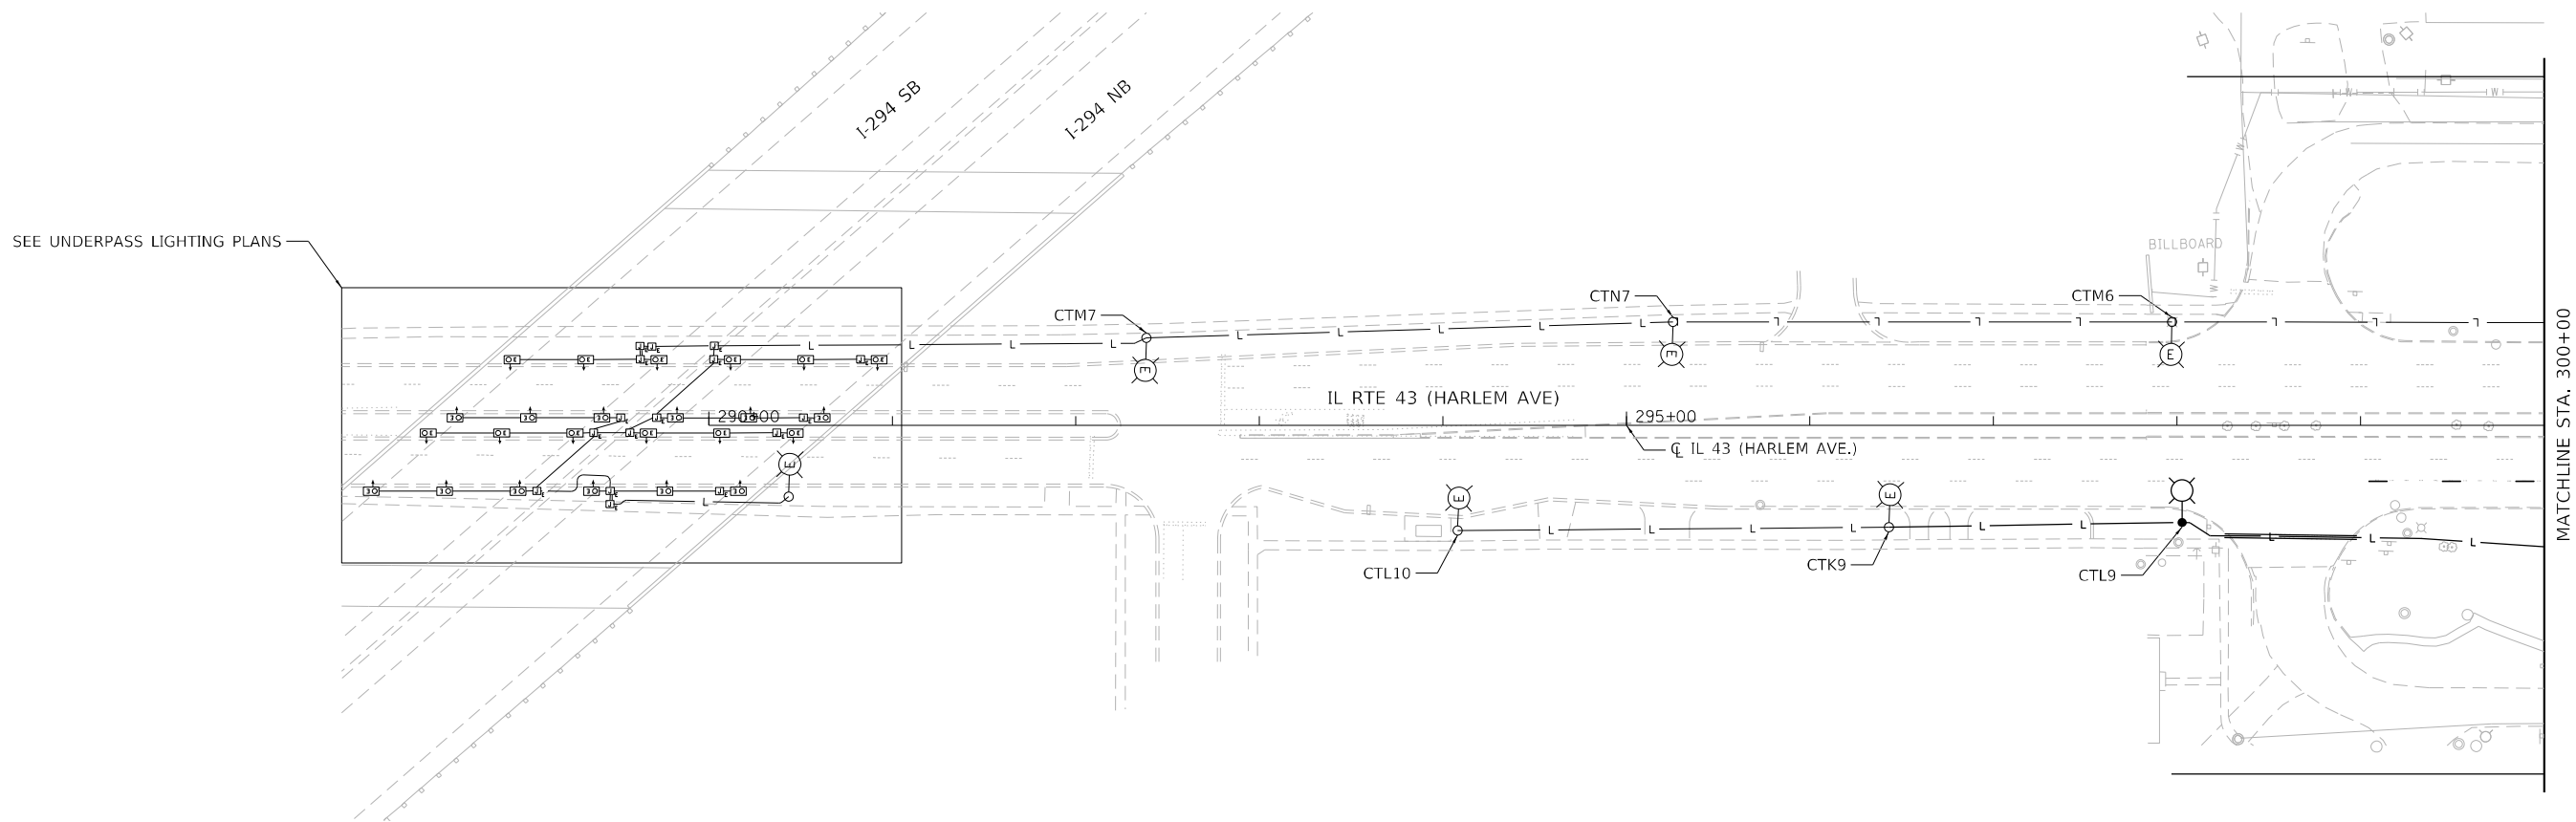 I-294 SB
I-294 NB
SEE UNDERPASS LIGHTING PLANS
BILLBOARD
CTM7
CTN7
CTM6
IL RTE 43 (HARLEM AVE)
290+00
295+00
℄ IL 43 (HARLEM AVE.)
CTL10
CTK9
CTL9
MATCHLINE STA. 300+00